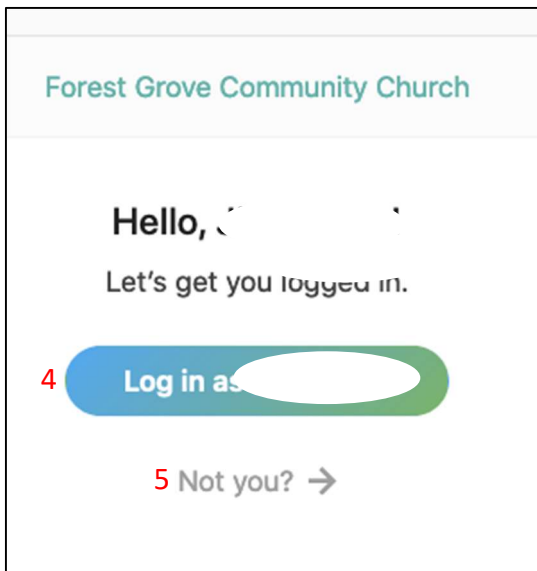 Forest Grove Community Church
Hello,
Let's get you logged in.
4 Log in as
5 Not you? →